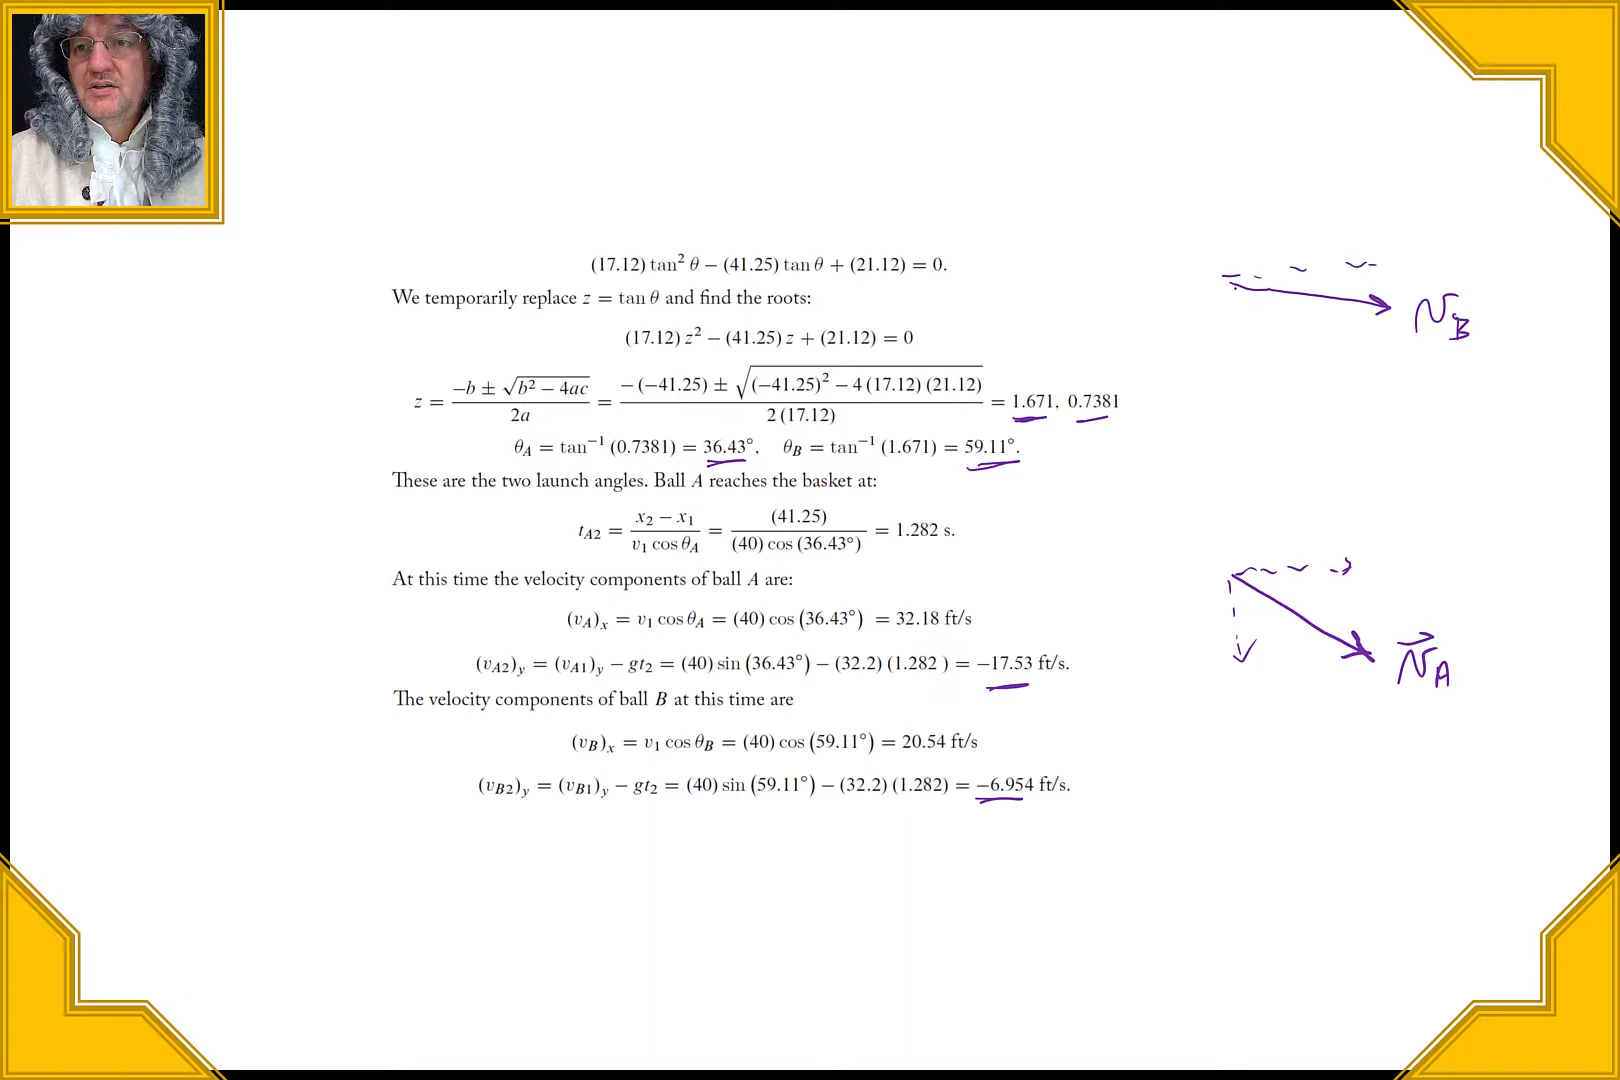 (17.12) tan² θ − (41.25) tan θ + (21.12) = 0.
We temporarily replace z = tan θ and find the roots:
(17.12) z² − (41.25) z + (21.12) = 0
z = (−b ± √(b² − 4ac)) / 2a = (− (−41.25) ± √((−41.25)² − 4 (17.12) (21.12))) / 2 (17.12) = 1.671, 0.7381
θ_A = tan⁻¹ (0.7381) = 36.43°, θ_B = tan⁻¹ (1.671) = 59.11°.
These are the two launch angles. Ball A reaches the basket at:
t_A2 = (x₂ − x₁) / (v₁ cos θ_A) = (41.25) / ((40) cos (36.43°)) = 1.282 s.
At this time the velocity components of ball A are:
(v_A)_x = v₁ cos θ_A = (40) cos (36.43°) = 32.18 ft/s
(v_A2)_y = (v_A1)_y − gt₂ = (40) sin (36.43°) − (32.2) (1.282 ) = −17.53 ft/s.
The velocity components of ball B at this time are
(v_B)_x = v₁ cos θ_B = (40) cos (59.11°) = 20.54 ft/s
(v_B2)_y = (v_B1)_y − gt₂ = (40) sin (59.11°) − (32.2) (1.282) = −6.954 ft/s.
v_B
v⃗_A